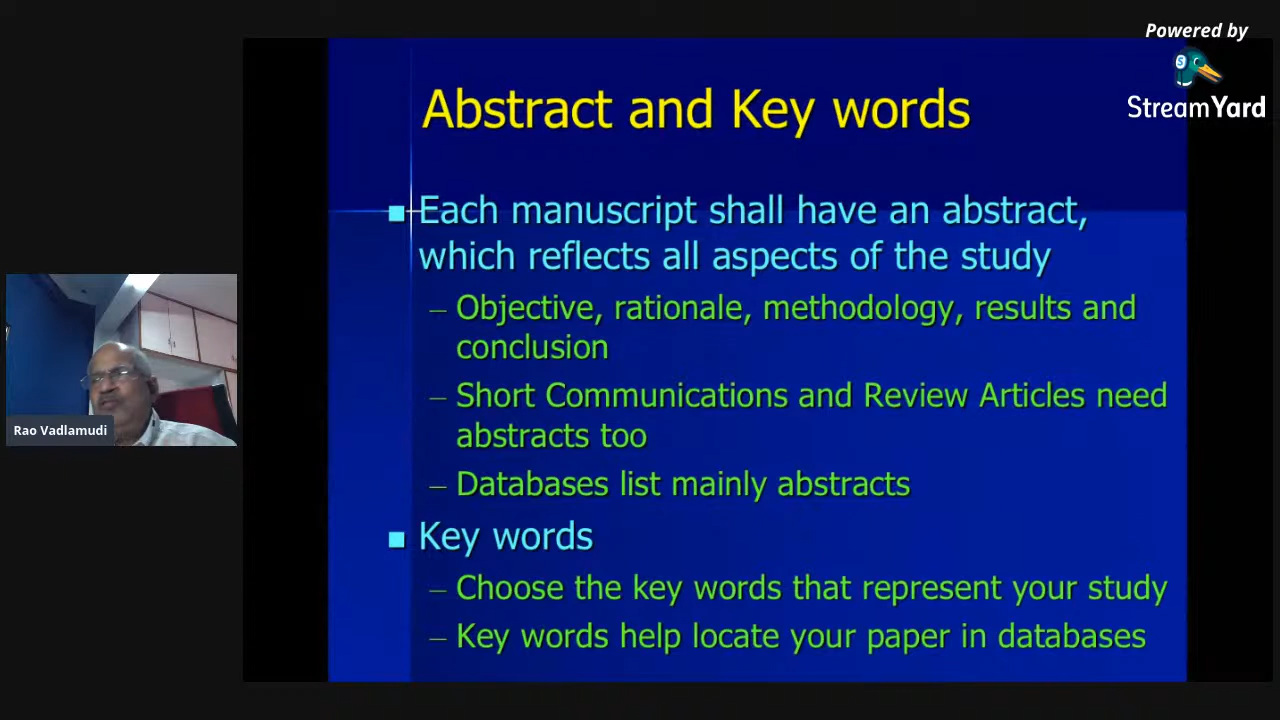 Powered by
StreamYard
Abstract and Key words
Each manuscript shall have an abstract,
which reflects all aspects of the study
– Objective, rationale, methodology, results and
conclusion
– Short Communications and Review Articles need
abstracts too
– Databases list mainly abstracts
Key words
– Choose the key words that represent your study
– Key words help locate your paper in databases
Rao Vadlamudi